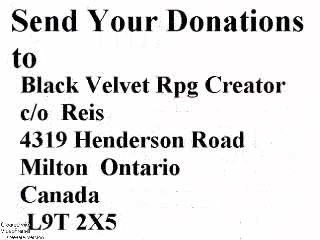 Send Your Donations
to
Black Velvet Rpg Creator
c/o Reis
4319 Henderson Road
Milton Ontario
Canada
L9T 2X5